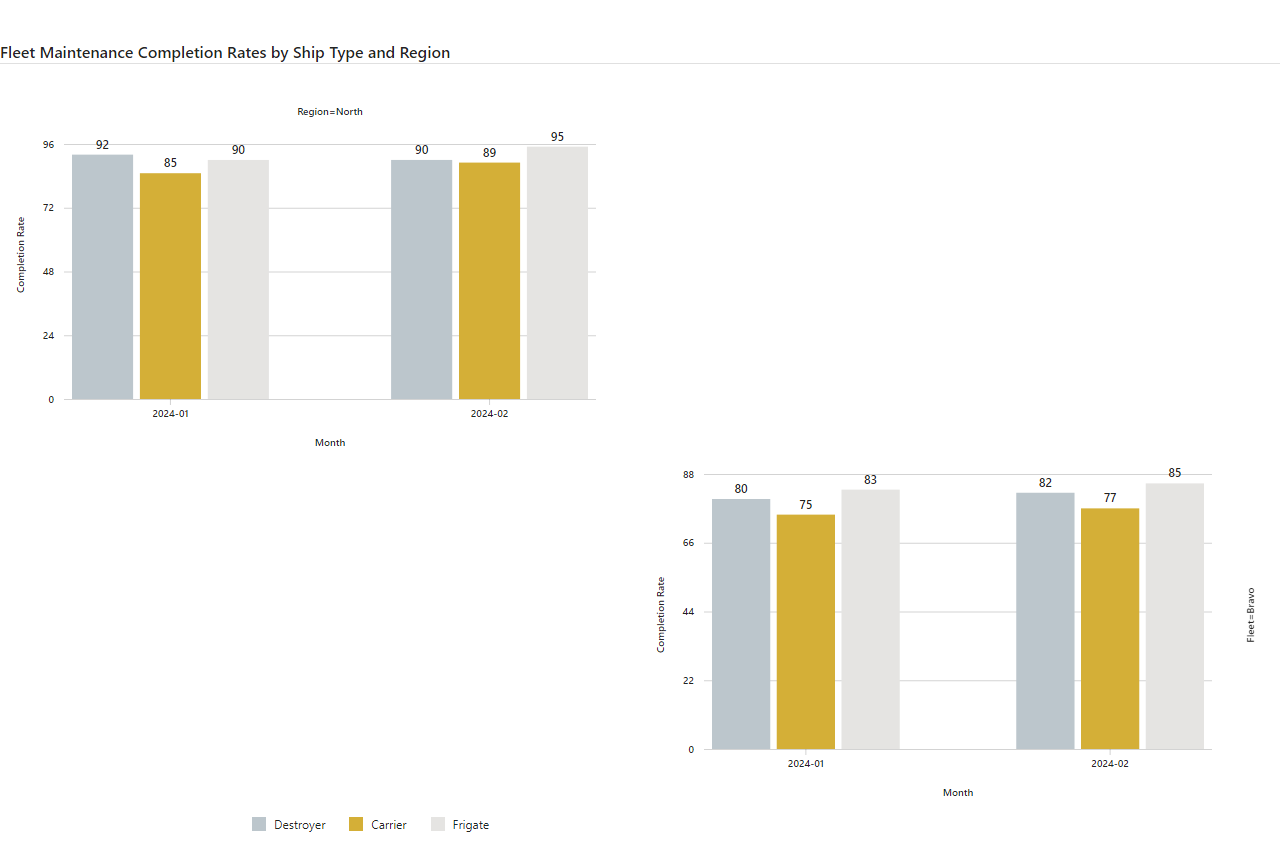 Fleet Maintenance Completion Rates by Ship Type and Region
Region=North
96
72
48
24
0
Completion Rate
92
85
90
90
89
95
2024-01
2024-02
Month
88
66
44
22
0
Completion Rate
80
75
83
82
77
85
2024-01
2024-02
Month
Fleet=Bravo
Destroyer
Carrier
Frigate